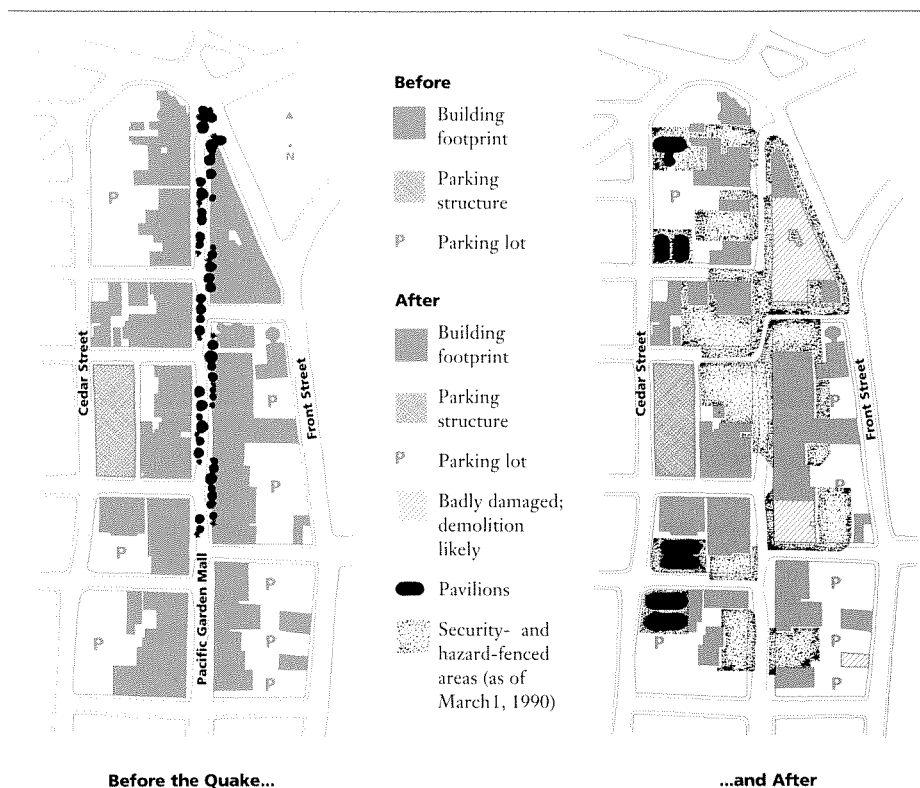 Before
Building
footprint
Parking
structure
P Parking lot
After
Building
footprint
Parking
structure
P Parking lot
Badly damaged;
demolition
likely
Pavilions
Security- and
hazard-fenced
areas (as of
March 1, 1990)
N
P
P
P
P
P
P
P
P
Cedar Street
Front Street
Pacific Garden Mall
P
P
P
P
P
P
P
Cedar Street
Front Street
Before the Quake...
...and After